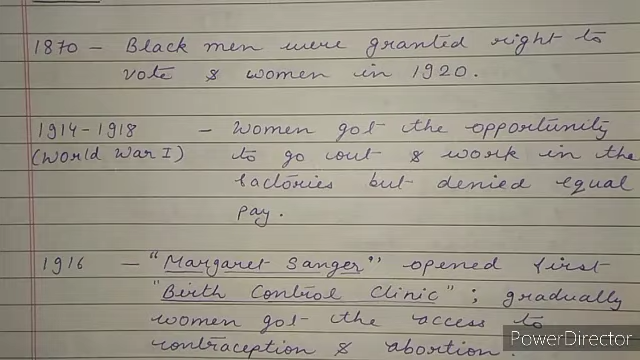 1870 - Black men were granted right to
vote & women in 1920.
1914-1918 - Women got the opportunity
(World War I) to go out & work in the
factories but denied equal
pay.
1916 - "Margaret Sanger" opened first
"Birth Control Clinic"; gradually
women got the access to
contraception & abortion
PowerDirector